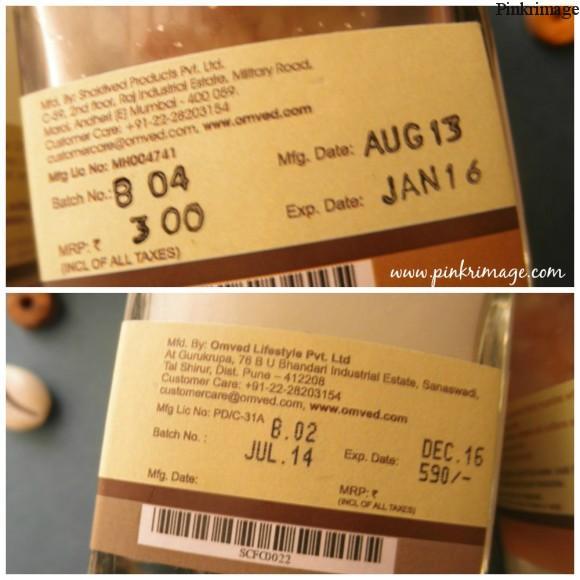 Pinkrimage
Mfd. By: Shaidved Products Pvt. Ltd.
C-59, 2nd floor, Raj Industrial Estate, Military Road,
Marol, Andheri (E) Mumbai - 400 059.
Customer Care: +91-22-28203154
customercare@omved.com, www.omved.com
Mfg Lic No: MH004741
Batch No.: B 04
Mfg. Date: AUG 13
300
Exp. Date: JAN 16
MRP: ₹
(INCL OF ALL TAXES)
www.pinkrimage.com
Mfd. By: Omved Lifestyle Pvt. Ltd
At Gurukrupa, 76 B U Bhandari Industrial Estate, Sanaswadi,
Tal Shirur, Dist. Pune – 412208
Customer Care: +91-22-28203154
customercare@omved.com, www.omved.com
Mfg Lic No: PD/C-31A
Batch No. : B.02
JUL.14
Exp. Date: DEC.16
590/-
Mfg. Date:
MRP: ₹
(INCL OF ALL TAXES)
SCFC0022